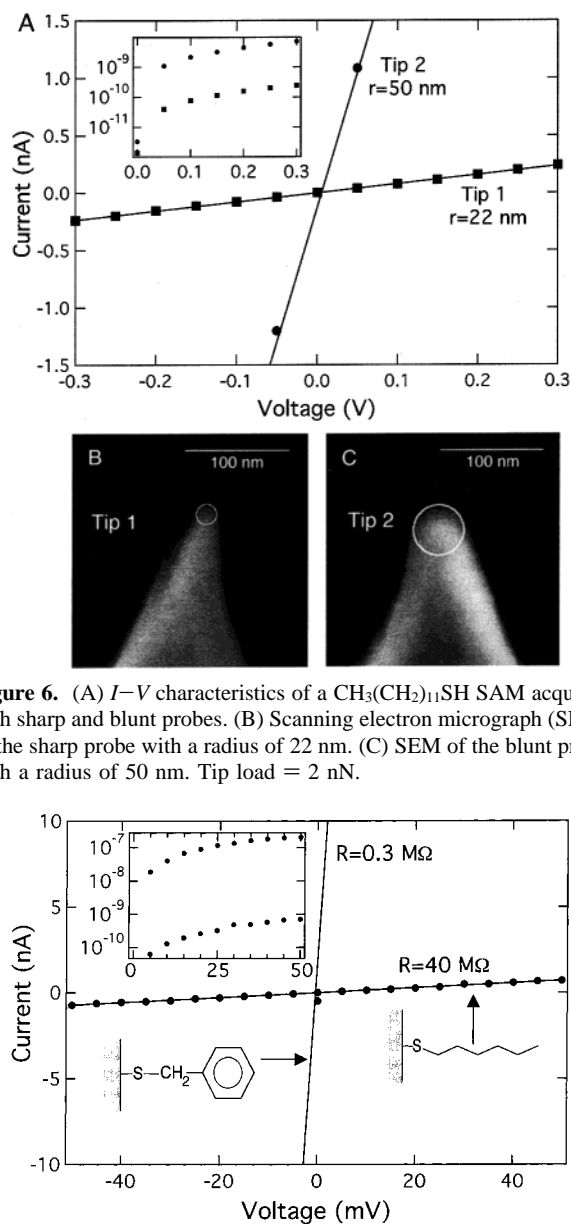 A
1.5
1.0
0.5
0.0
-0.5
-1.0
-1.5
Current (nA)
10-9
10-10
10-11
0.0 0.1 0.2 0.3
Tip 2
r=50 nm
Tip 1
r=22 nm
-0.3 -0.2 -0.1 0.0 0.1 0.2 0.3
Voltage (V)
B
100 nm
Tip 1
C
100 nm
Tip 2
gure 6. (A) I−V characteristics of a CH3(CH2)11SH SAM acqu
h sharp and blunt probes. (B) Scanning electron micrograph (S
the sharp probe with a radius of 22 nm. (C) SEM of the blunt p
h a radius of 50 nm. Tip load = 2 nN.
10
5
0
-5
-10
Current (nA)
10-7
10-8
10-9
10-10
0 25 50
R=0.3 MΩ
R=40 MΩ
S-CH2
S
-40 -20 0 20 40
Voltage (mV)